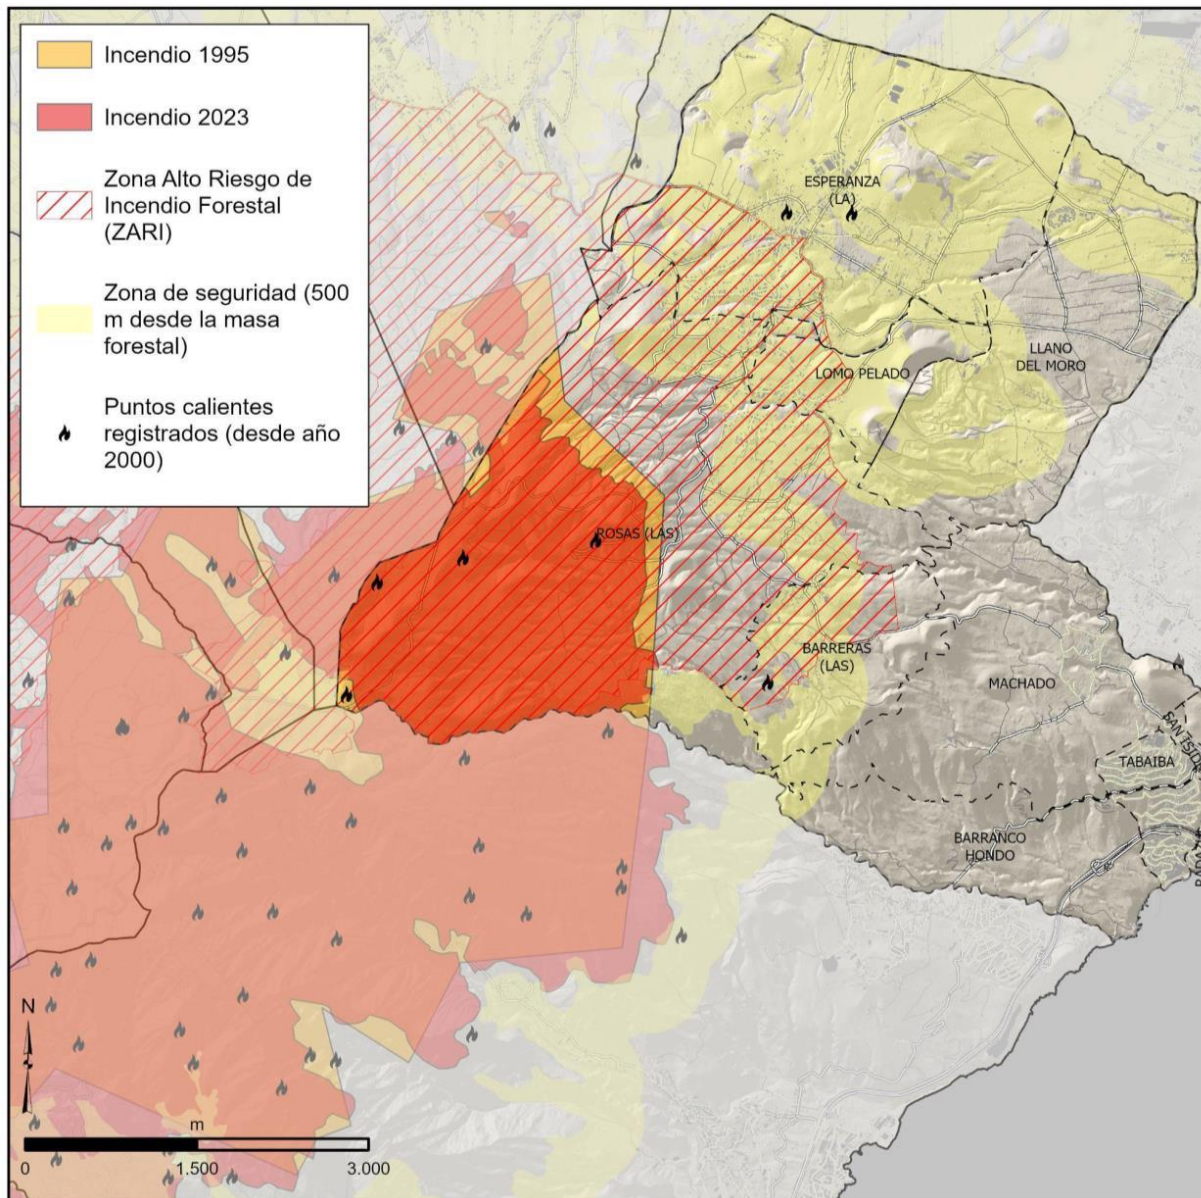 Incendio 1995
Incendio 2023
Zona Alto Riesgo de
Incendio Forestal
(ZARI)
Zona de seguridad (500
m desde la masa
forestal)
Puntos calientes
registrados (desde año
2000)
ESPERANZA
(LA)
LLANO
DEL MORO
LOMO PELADO
ROSAS (LAS)
BARRERAS
(LAS)
MACHADO
TABAIBA
BARRANCO
HONDO
N
m
0 1.500 3.000